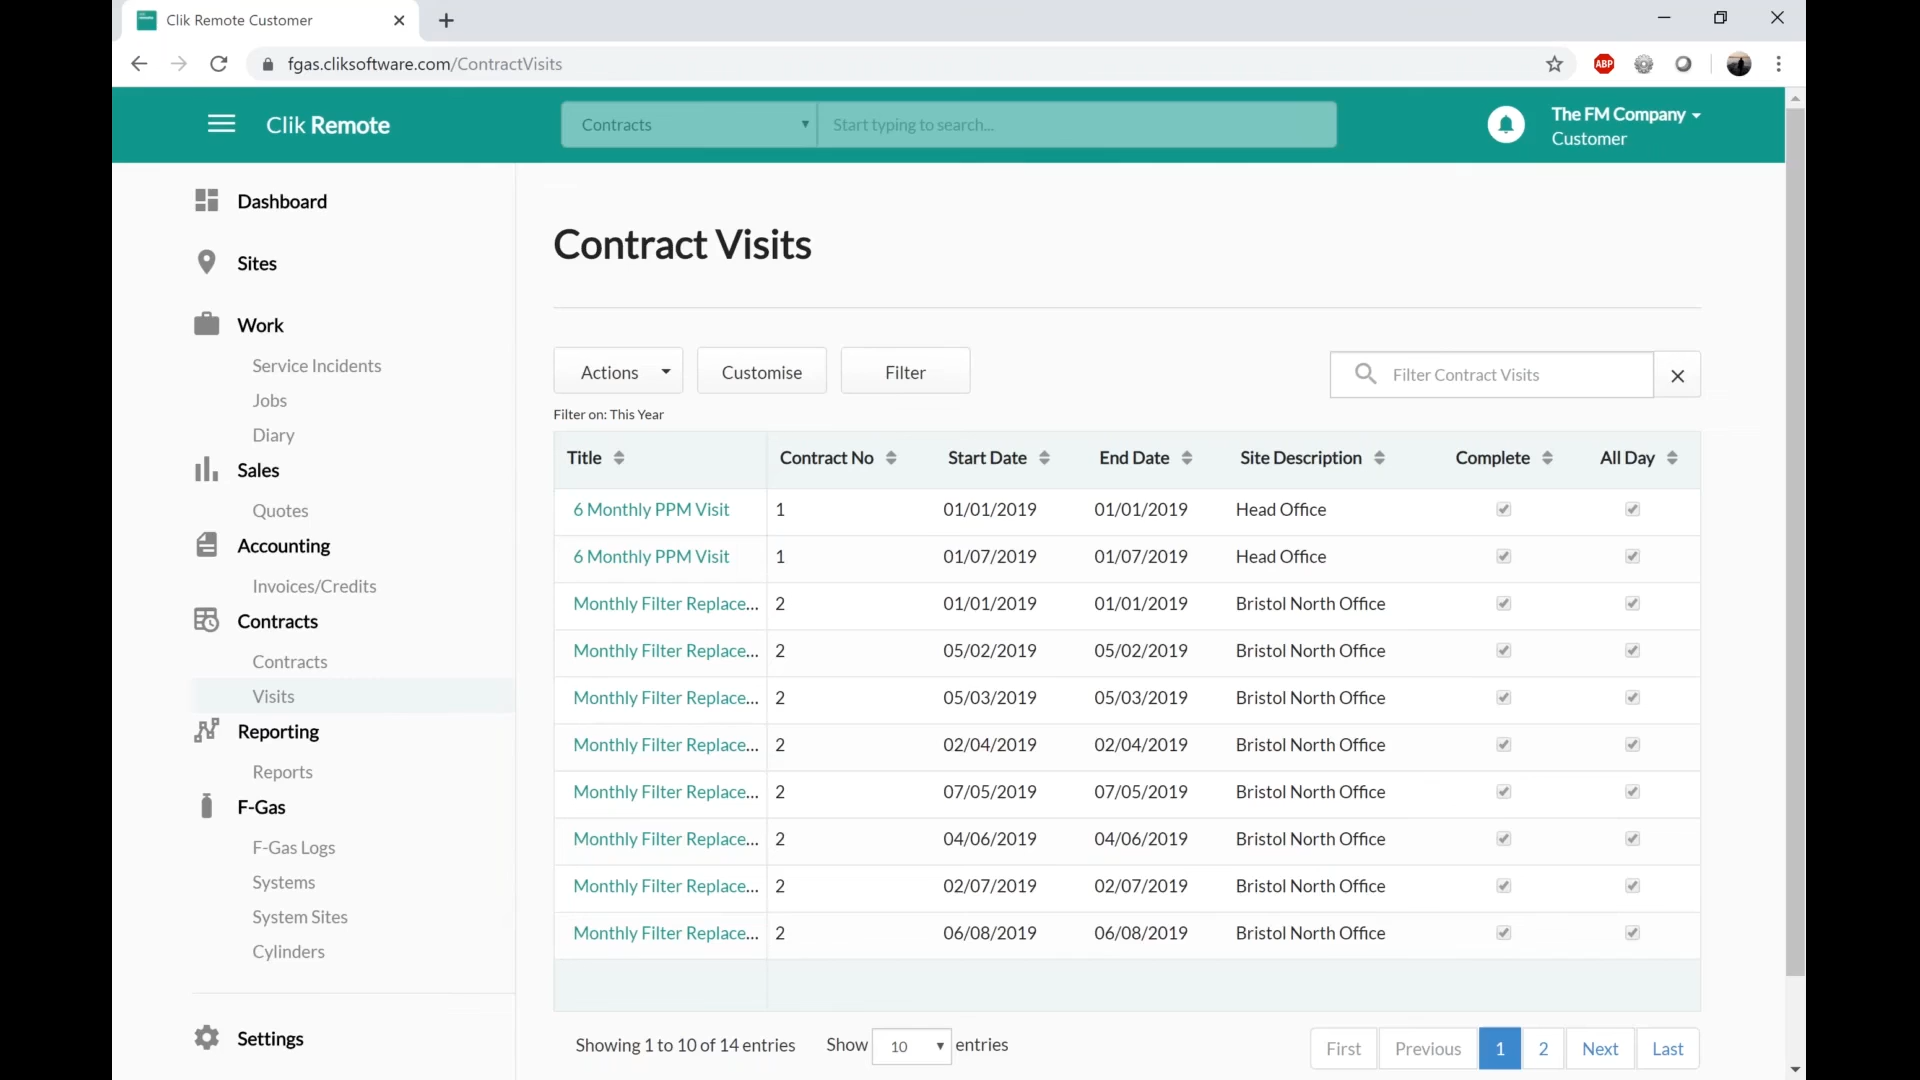 Clik Remote Customer
fgas.cliksoftware.com/ContractVisits
ABP
Clik Remote
Contracts
Start typing to search...
The FM Company
Customer
Dashboard
Sites
Work
Service Incidents
Jobs
Diary
Sales
Quotes
Accounting
Invoices/Credits
Contracts
Contracts
Visits
Reporting
Reports
F-Gas
F-Gas Logs
Systems
System Sites
Cylinders
Settings
Contract Visits
Actions Customise Filter
Filter Contract Visits
Filter on: This Year
Title Contract No Start Date End Date Site Description Complete All Day
6 Monthly PPM Visit 1 01/01/2019 01/01/2019 Head Office
6 Monthly PPM Visit 1 01/07/2019 01/07/2019 Head Office
Monthly Filter Replace... 2 01/01/2019 01/01/2019 Bristol North Office
Monthly Filter Replace... 2 05/02/2019 05/02/2019 Bristol North Office
Monthly Filter Replace... 2 05/03/2019 05/03/2019 Bristol North Office
Monthly Filter Replace... 2 02/04/2019 02/04/2019 Bristol North Office
Monthly Filter Replace... 2 07/05/2019 07/05/2019 Bristol North Office
Monthly Filter Replace... 2 04/06/2019 04/06/2019 Bristol North Office
Monthly Filter Replace... 2 02/07/2019 02/07/2019 Bristol North Office
Monthly Filter Replace... 2 06/08/2019 06/08/2019 Bristol North Office
Showing 1 to 10 of 14 entries Show 10 entries
First Previous 1 2 Next Last